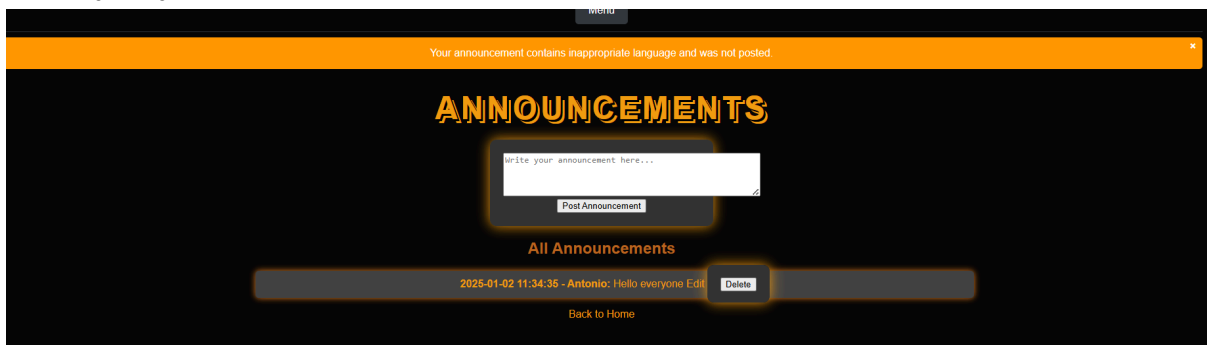 Menu
Your announcement contains inappropriate language and was not posted.
×
ANNOUNCEMENTS
Write your announcement here...
Post Announcement
All Announcements
2025-01-02 11:34:35 - Antonio: Hello everyone Edit Delete
Back to Home